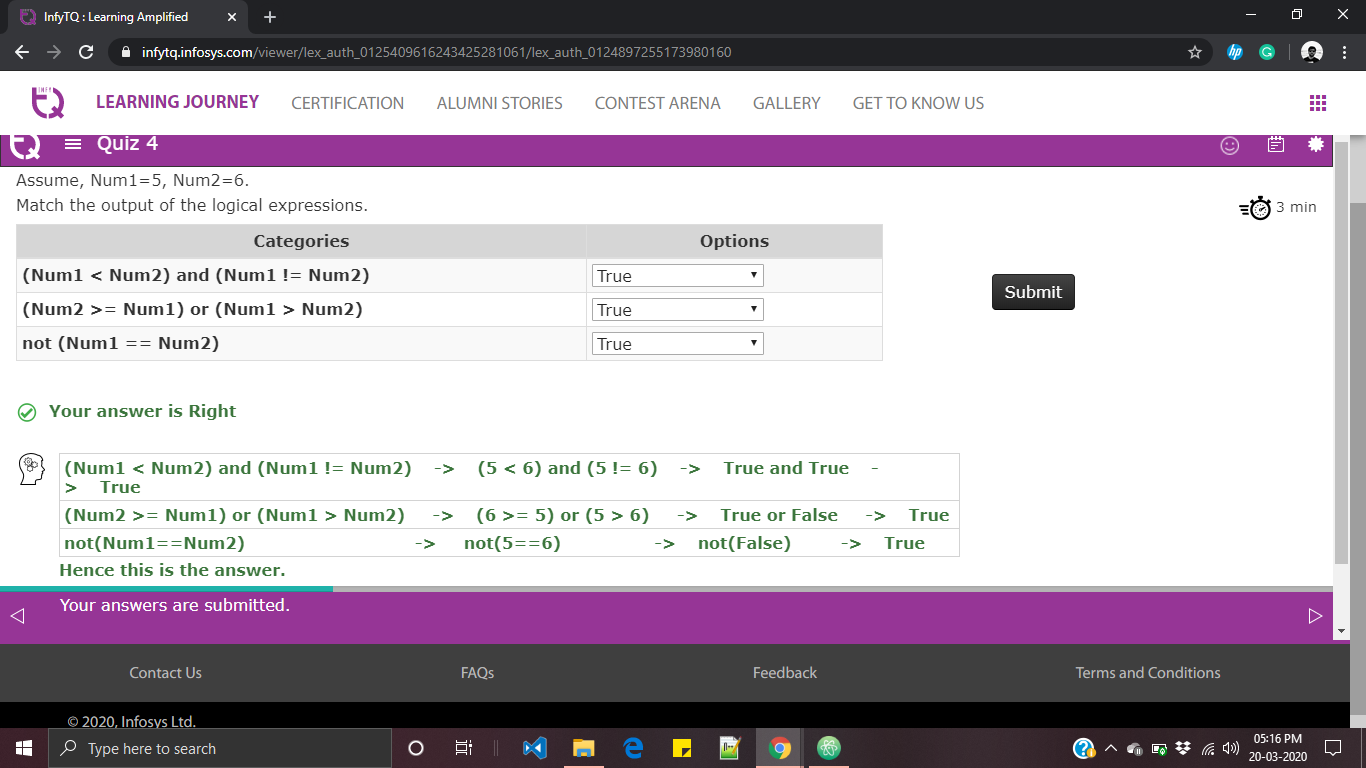 InfyTQ : Learning Amplified
infytq.infosys.com/viewer/lex_auth_0125409616243425281061/lex_auth_0124897255173980160
LEARNING JOURNEY CERTIFICATION ALUMNI STORIES CONTEST ARENA GALLERY GET TO KNOW US
Quiz 4
Assume, Num1=5, Num2=6.
Match the output of the logical expressions.
3 min
Categories Options
(Num1 < Num2) and (Num1 != Num2) True
(Num2 >= Num1) or (Num1 > Num2) True
not (Num1 == Num2) True
Submit
Your answer is Right
(Num1 < Num2) and (Num1 != Num2) -> (5 < 6) and (5 != 6) -> True and True -
> True
(Num2 >= Num1) or (Num1 > Num2) -> (6 >= 5) or (5 > 6) -> True or False -> True
not(Num1==Num2) -> not(5==6) -> not(False) -> True
Hence this is the answer.
Your answers are submitted.
Contact Us FAQs Feedback Terms and Conditions
© 2020, Infosys Ltd.
Type here to search
05:16 PM
20-03-2020